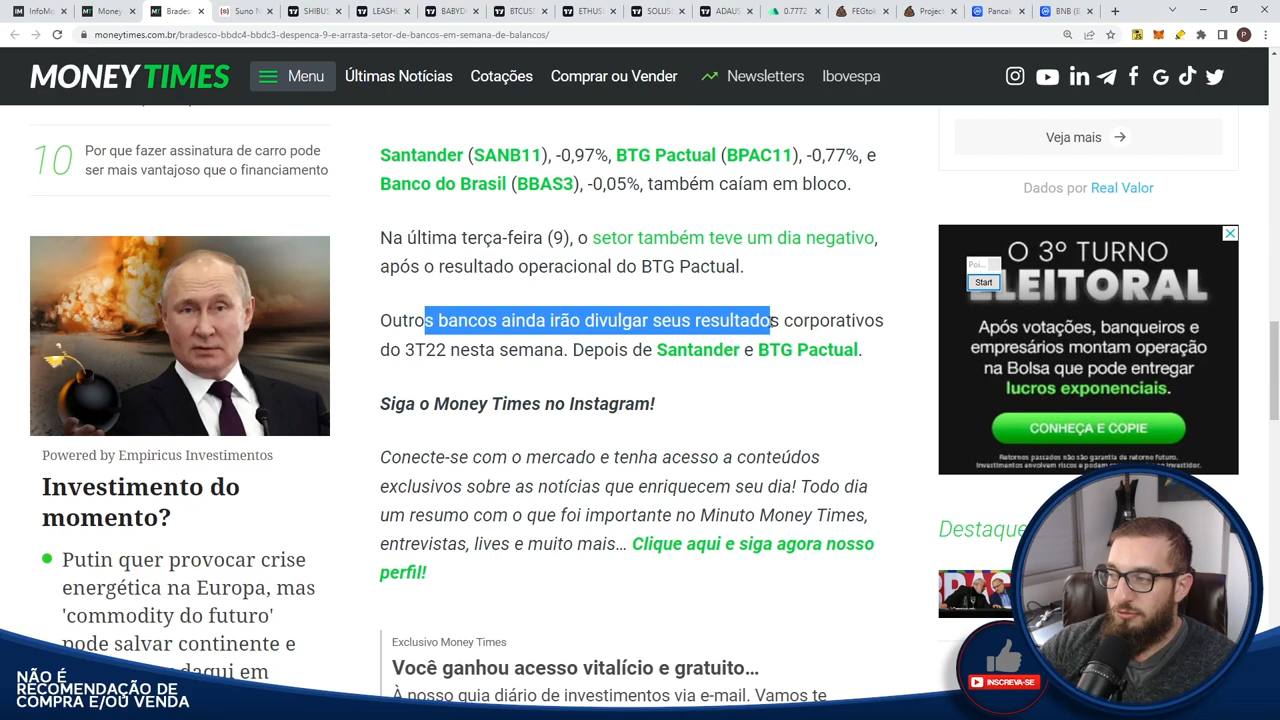 InfoMo
Money
Brades
Suno N
SHIBUS
LEASH
BABYD
BTCUS
ETHUS
SOLUS
ADAUS
0.7772
FEGtok
Project
Pancak
BNB (B
moneytimes.com.br/bradesco-bbdc4-bbdc3-despenca-9-e-arrasta-setor-de-bancos-em-semana-de-balancos/
MONEY TIMES
Menu
Últimas Notícias
Cotações
Comprar ou Vender
Newsletters
Ibovespa
10
Por que fazer assinatura de carro pode
ser mais vantajoso que o financiamento
Powered by Empiricus Investimentos
Investimento do
momento?
Putin quer provocar crise
energética na Europa, mas
'commodity do futuro'
pode salvar continente e
daqui em
Santander (SANB11), -0,97%, BTG Pactual (BPAC11), -0,77%, e
Banco do Brasil (BBAS3), -0,05%, também caíam em bloco.
Na última terça-feira (9), o setor também teve um dia negativo,
após o resultado operacional do BTG Pactual.
Outros bancos ainda irão divulgar seus resultados corporativos
do 3T22 nesta semana. Depois de Santander e BTG Pactual.
Siga o Money Times no Instagram!
Conecte-se com o mercado e tenha acesso a conteúdos
exclusivos sobre as notícias que enriquecem seu dia! Todo dia
um resumo com o que foi importante no Minuto Money Times,
entrevistas, lives e muito mais… Clique aqui e siga agora nosso
perfil!
Exclusivo Money Times
Você ganhou acesso vitalício e gratuito…
À nosso guia diário de investimentos via e-mail. Vamos te
Veja mais
Dados por Real Valor
O 3º TURNO
ELEITORAL
Poi...
Start
Após votações, banqueiros e
empresários montam operação
na Bolsa que pode entregar
lucros exponenciais.
CONHEÇA E COPIE
Retornos passados não são garantia de retorno futuro.
Investimentos envolvem riscos e podem
Destaque
INSCREVA-SE
NÃO É
RECOMENDAÇÃO DE
COMPRA E/OU VENDA